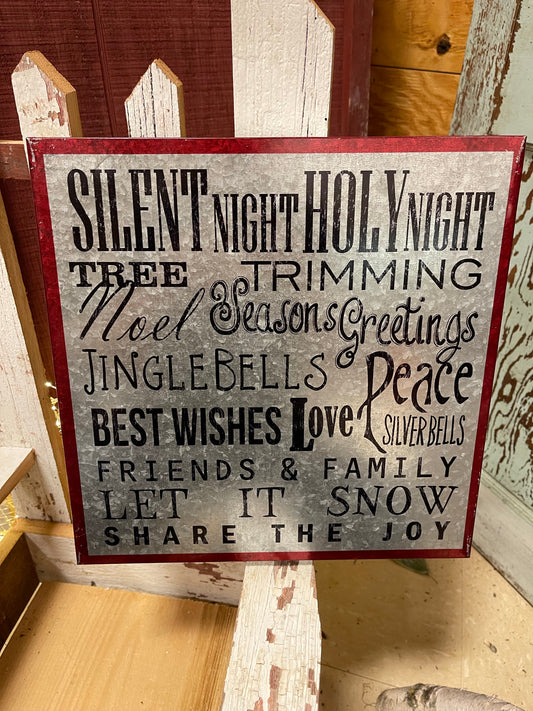 SILENT NIGHT HOLY NIGHT
TREE TRIMMING
Noel Seasons Greetings
JINGLE BELLS Peace
BEST WISHES Love SILVER BELLS
FRIENDS & FAMILY
LET IT SNOW
SHARE THE JOY